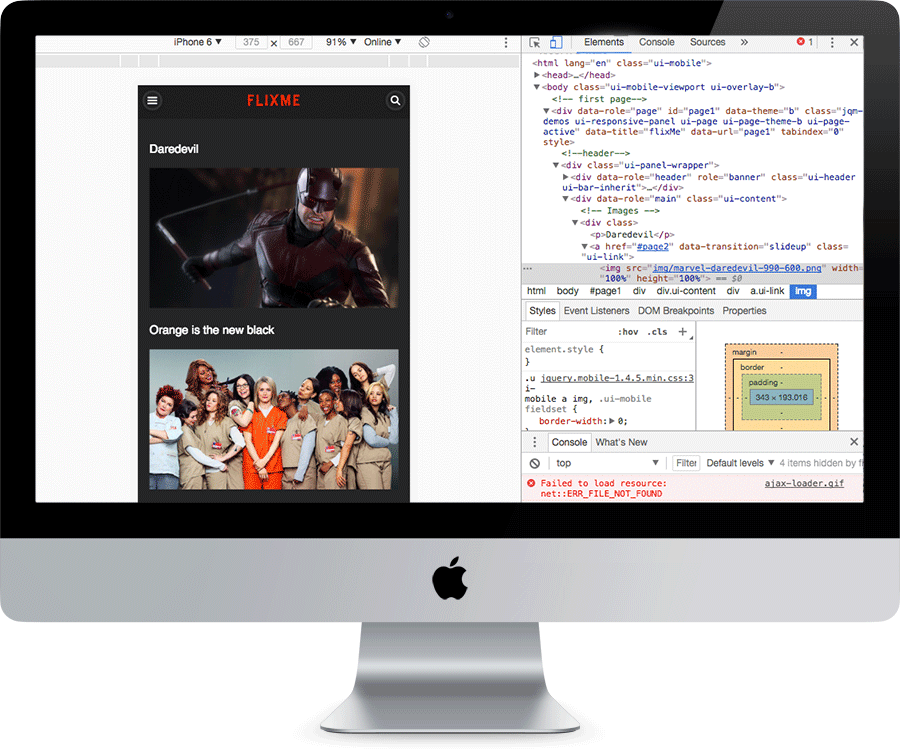 iPhone 6 ▼ 375 × 667 91% ▼ Online ▼
FLIXME
Daredevil
Orange is the new black
Elements Console Sources » 1
<html lang="en" class="ui-mobile">
▶<head>…</head>
▼<body class="ui-mobile-viewport ui-overlay-b">
<!-- first page-->
▼<div data-role="page" id="page1" data-theme="b" class="jqm-
demos ui-responsive-panel ui-page ui-page-theme-b ui-page-
active" data-title="flixMe" data-url="page1" tabindex="0"
style>
<!--header-->
▼<div class="ui-panel-wrapper">
▶<div data-role="header" role="banner" class="ui-header
ui-bar-inherit">…</div>
▼<div data-role="main" class="ui-content">
<!-- Images -->
▼<div class>
<p>Daredevil</p>
▼<a href="#page2" data-transition="slideup" class=
"ui-link">
<img src="img/marvel-daredevil-990-600.png" width=
"100%" height="100%"> == $0
html body #page1 div div.ui-content div a.ui-link img
Styles Event Listeners DOM Breakpoints Properties
Filter :hov .cls +
element.style {
}
.u jquery.mobile-1.4.5.min.css:3
i-
mobile a img, .ui-mobile
fieldset {
border-width:▶0;
margin -
border -
padding -
343 × 193.016
Console What's New
top ▼ Filter Default levels ▼ 4 items hidden by fi
Failed to load resource: ajax-loader.gif
net::ERR_FILE_NOT_FOUND